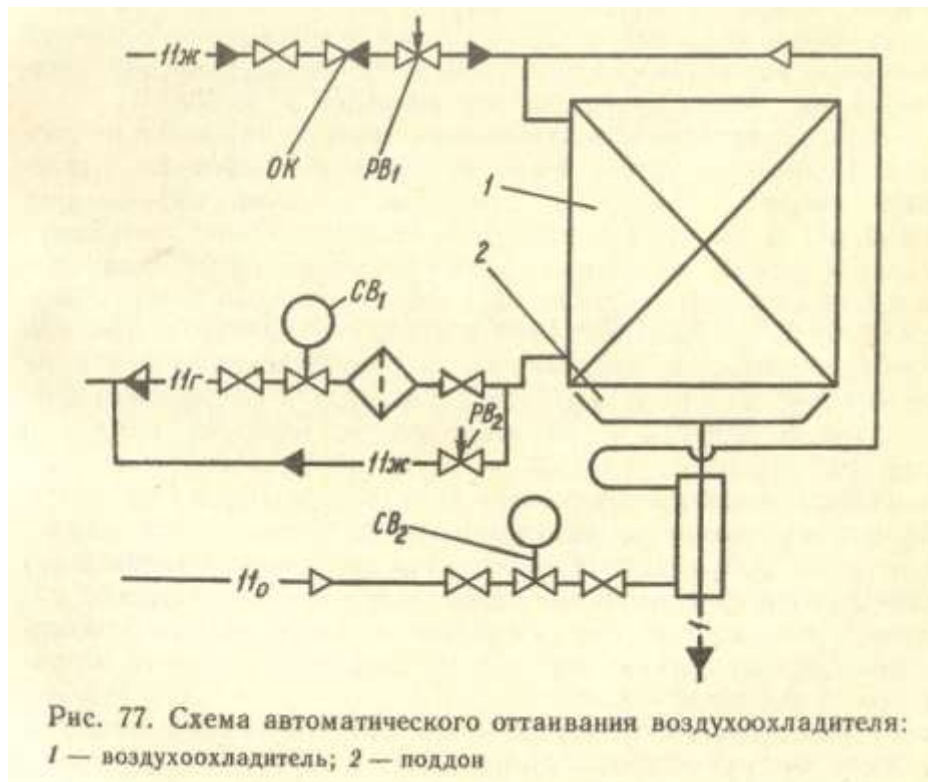 11ж
ОК
РВ1
1
2
СВ1
11г
РВ2
11ж
СВ2
11о
Рис. 77. Схема автоматического оттаивания воздухоохладителя:
1 — воздухоохладитель; 2 — поддон